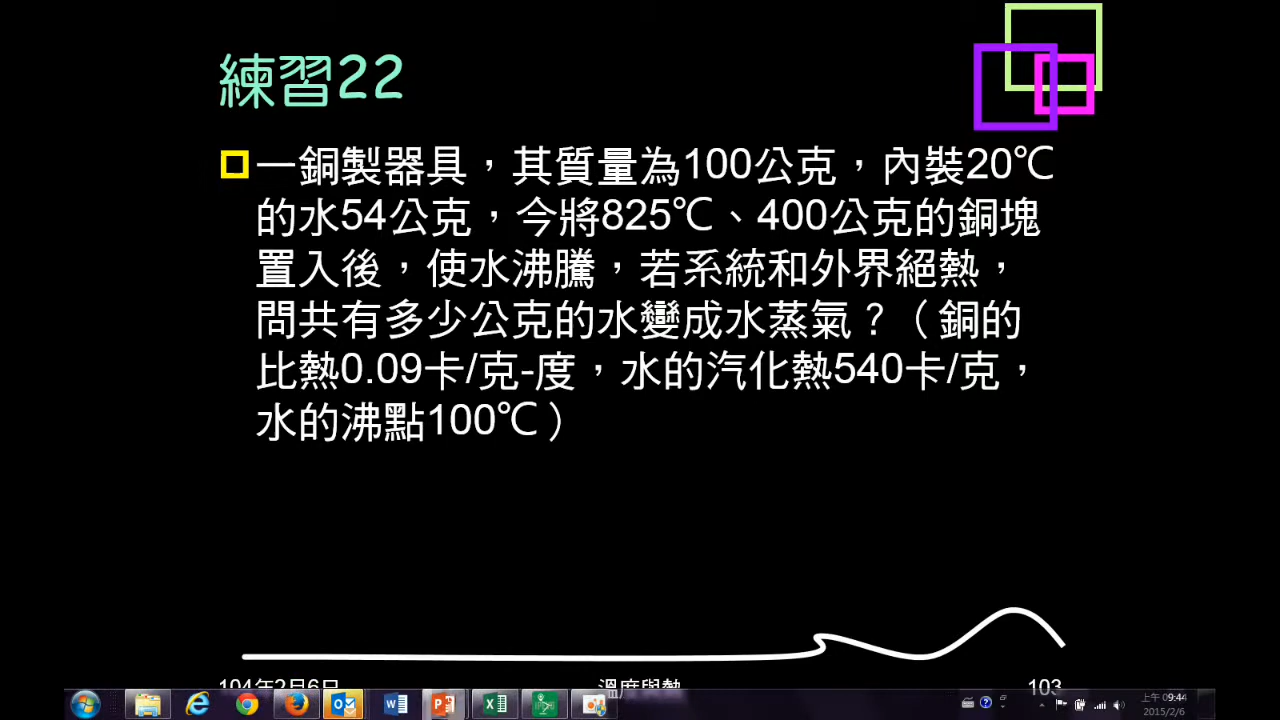 練習22
一銅製器具，其質量為100公克，內裝20℃
的水54公克，今將825℃、400公克的銅塊
置入後，使水沸騰，若系統和外界絕熱，
問共有多少公克的水變成水蒸氣？（銅的
比熱0.09卡/克-度，水的汽化熱540卡/克，
水的沸點100℃）
104年2月6日 溫度與熱 103
2015/2/6